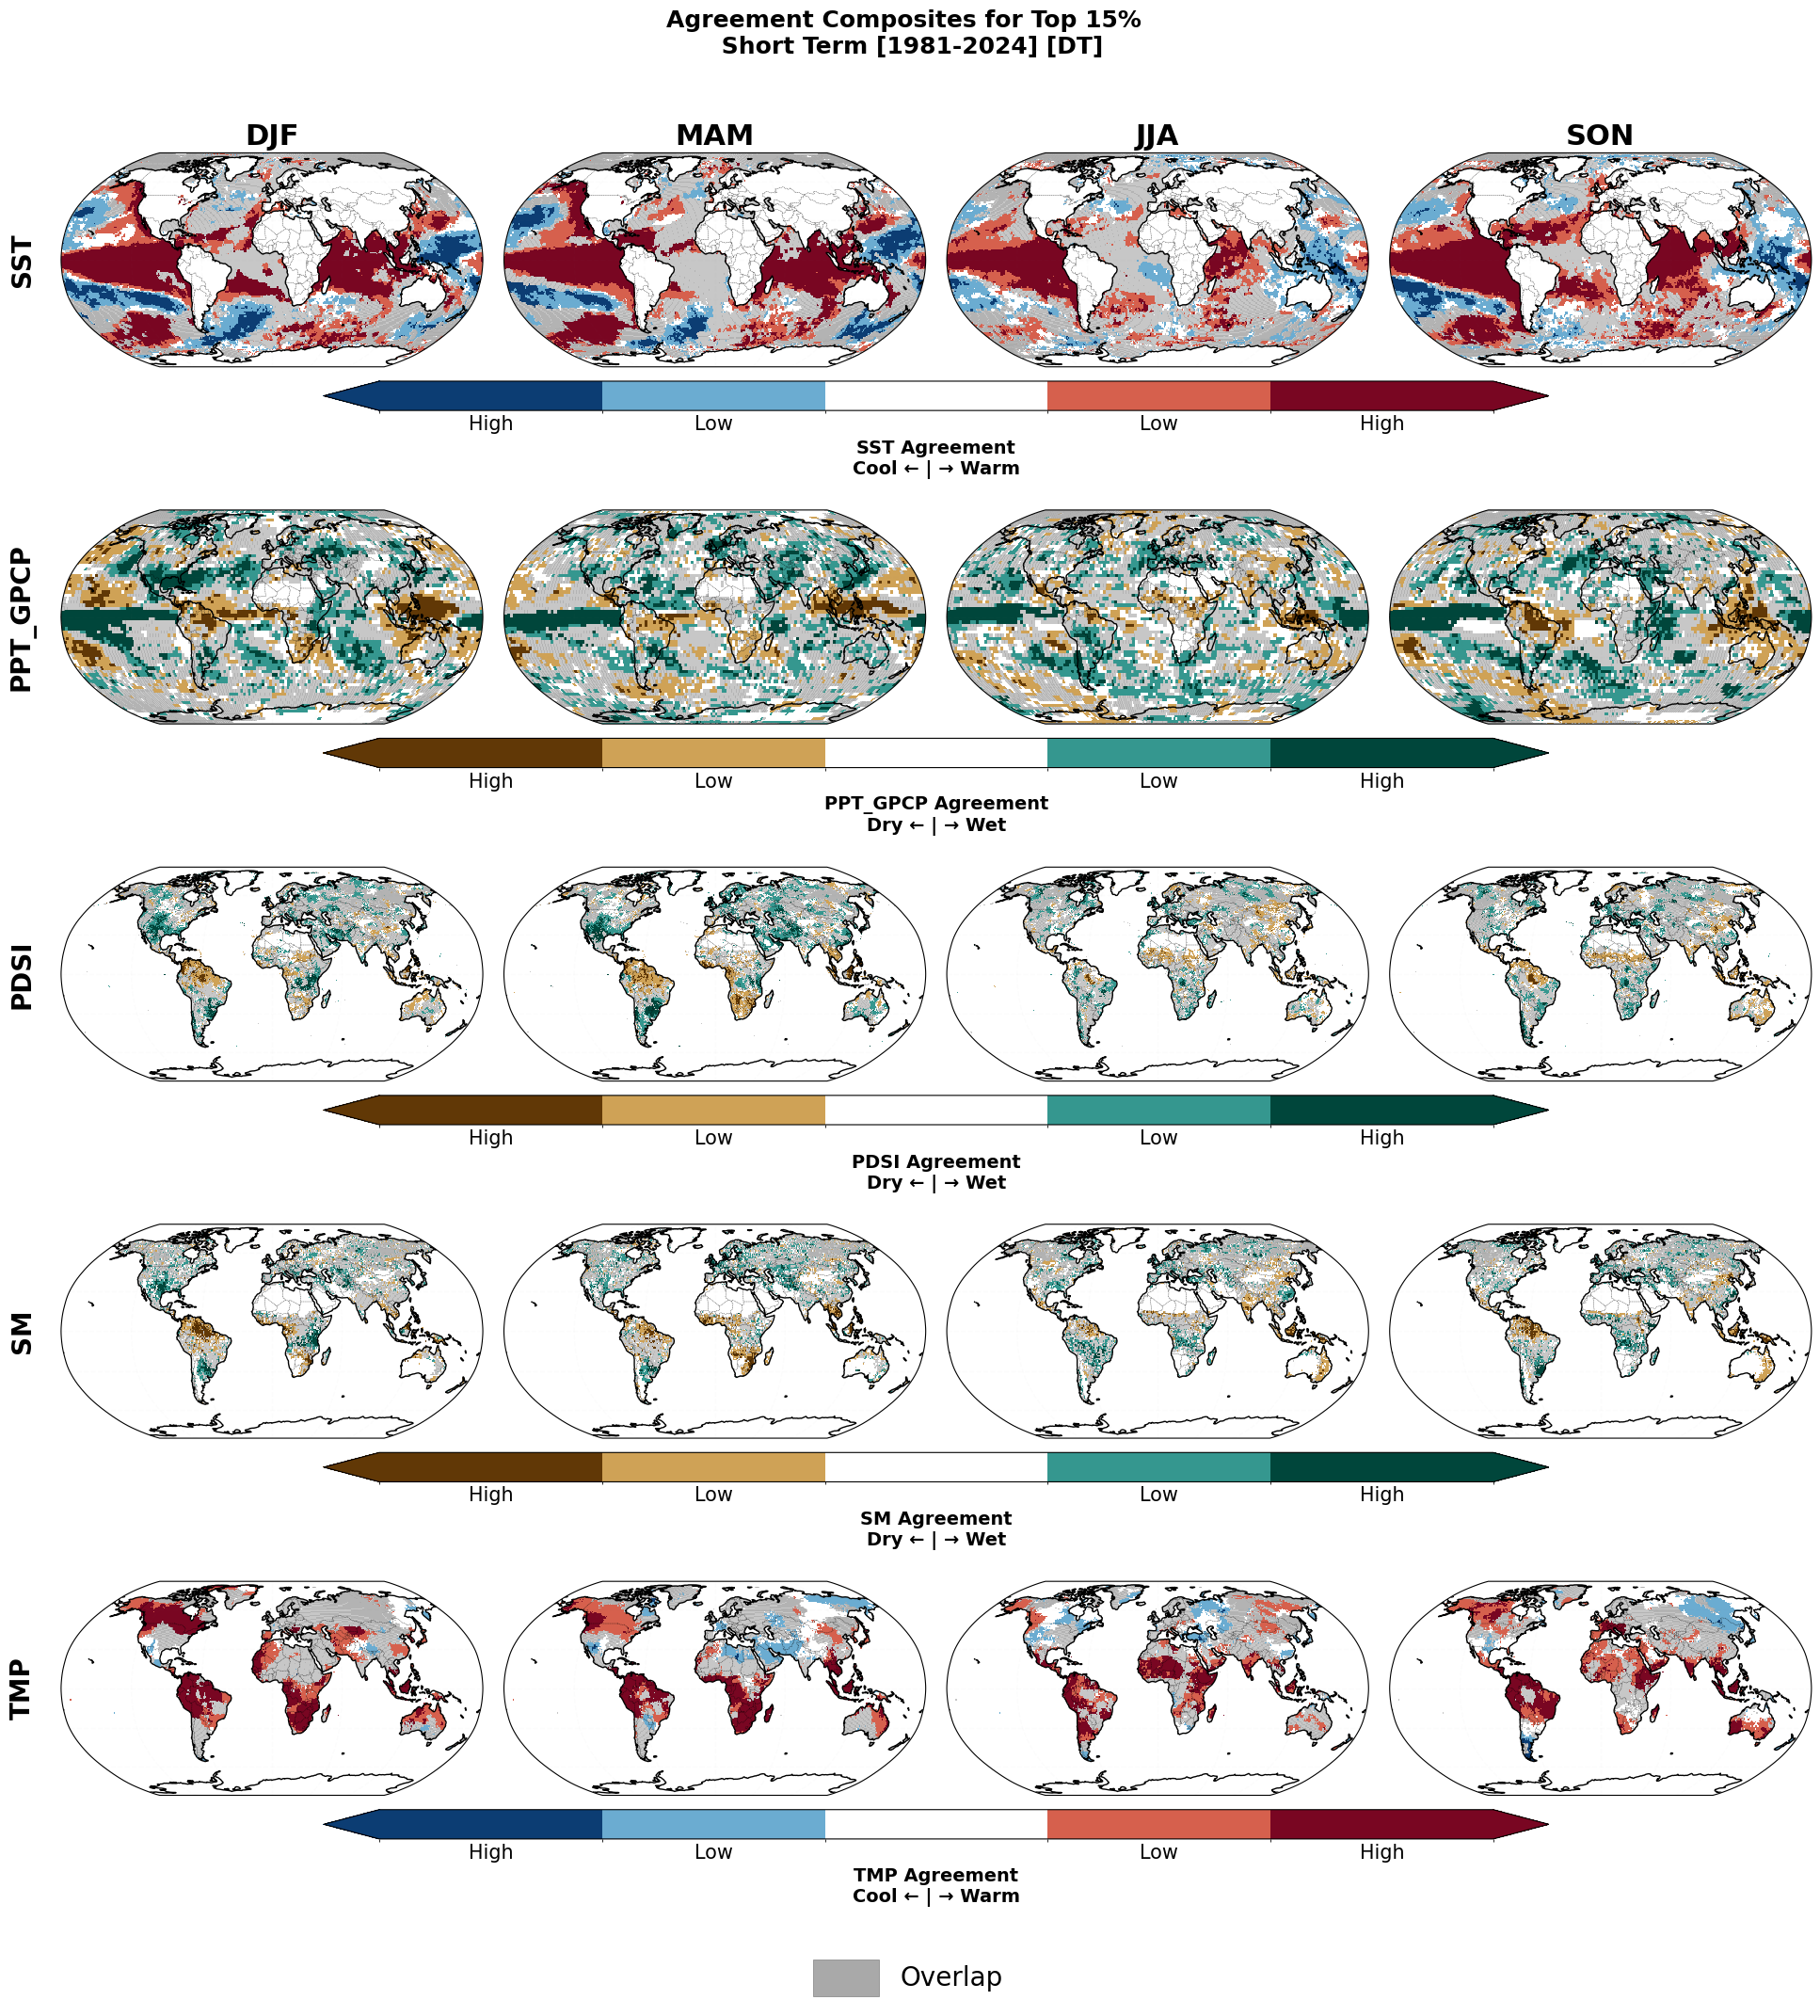 Agreement Composites for Top 15%
Short Term [1981-2024] [DT]
DJF
MAM
JJA
SON
SST
High
Low
Low
High
SST Agreement
Cool ← | → Warm
PPT_GPCP
High
Low
Low
High
PPT_GPCP Agreement
Dry ← | → Wet
PDSI
High
Low
Low
High
PDSI Agreement
Dry ← | → Wet
SM
High
Low
Low
High
SM Agreement
Dry ← | → Wet
TMP
High
Low
Low
High
TMP Agreement
Cool ← | → Warm
Overlap